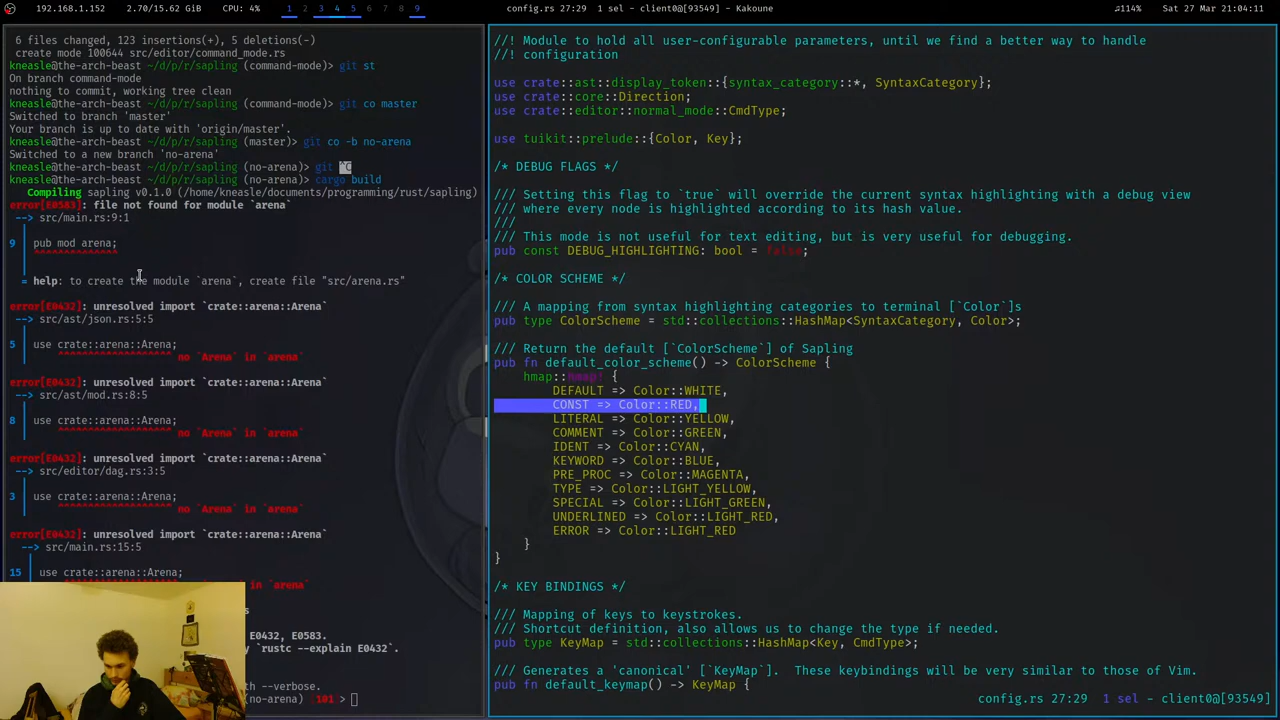 192.168.1.152 2.70/15.62 GiB CPU: 4% 1 2 3 4 5 6 7 8 9 config.rs 27:29 1 sel - client0@[93549] - Kakoune ♫114% Sat 27 Mar 21:04:11
6 files changed, 123 insertions(+), 5 deletions(-)
create mode 100644 src/editor/command_mode.rs
kneasle@the-arch-beast ~/d/p/r/sapling (command-mode)> git st
On branch command-mode
nothing to commit, working tree clean
kneasle@the-arch-beast ~/d/p/r/sapling (command-mode)> git co master
Switched to branch 'master'
Your branch is up to date with 'origin/master'.
kneasle@the-arch-beast ~/d/p/r/sapling (master)> git co -b no-arena
Switched to a new branch 'no-arena'
kneasle@the-arch-beast ~/d/p/r/sapling (no-arena)> git ^C
kneasle@the-arch-beast ~/d/p/r/sapling (no-arena)> cargo build
Compiling sapling v0.1.0 (/home/kneasle/documents/programming/rust/sapling)
error[E0583]: file not found for module `arena`
--> src/main.rs:9:1
9 pub mod arena;
^^^^^^^^^^^^^^
= help: to create the module `arena`, create file "src/arena.rs"
error[E0432]: unresolved import `crate::arena::Arena`
--> src/ast/json.rs:5:5
5 use crate::arena::Arena;
^^^^^^^^^^^^^^^^^^^ no `Arena` in `arena`
error[E0432]: unresolved import `crate::arena::Arena`
--> src/ast/mod.rs:8:5
8 use crate::arena::Arena;
^^^^^^^^^^^^^^^^^^^ no `Arena` in `arena`
error[E0432]: unresolved import `crate::arena::Arena`
--> src/editor/dag.rs:3:5
3 use crate::arena::Arena;
^^^^^^^^^^^^^^^^^^^ no `Arena` in `arena`
error[E0432]: unresolved import `crate::arena::Arena`
--> src/main.rs:15:5
15 use crate::arena::Arena;
in `arena`
E0432, E0583.
`rustc --explain E0432`.
--verbose.
(no-arena) [101] >
//! Module to hold all user-configurable parameters, until we find a better way to handle
//! configuration
use crate::ast::display_token::{syntax_category::*, SyntaxCategory};
use crate::core::Direction;
use crate::editor::normal_mode::CmdType;
use tuikit::prelude::{Color, Key};
/* DEBUG FLAGS */
/// Setting this flag to `true` will override the current syntax highlighting with a debug view
/// where every node is highlighted according to its hash value.
///
/// This mode is not useful for text editing, but is very useful for debugging.
pub const DEBUG_HIGHLIGHTING: bool = false;
/* COLOR SCHEME */
/// A mapping from syntax highlighting categories to terminal [`Color`]s
pub type ColorScheme = std::collections::HashMap<SyntaxCategory, Color>;
/// Return the default [`ColorScheme`] of Sapling
pub fn default_color_scheme() -> ColorScheme {
hmap::hmap! {
DEFAULT => Color::WHITE,
CONST => Color::RED,
LITERAL => Color::YELLOW,
COMMENT => Color::GREEN,
IDENT => Color::CYAN,
KEYWORD => Color::BLUE,
PRE_PROC => Color::MAGENTA,
TYPE => Color::LIGHT_YELLOW,
SPECIAL => Color::LIGHT_GREEN,
UNDERLINED => Color::LIGHT_RED,
ERROR => Color::LIGHT_RED
}
}
/* KEY BINDINGS */
/// Mapping of keys to keystrokes.
/// Shortcut definition, also allows us to change the type if needed.
pub type KeyMap = std::collections::HashMap<Key, CmdType>;
/// Generates a 'canonical' [`KeyMap`]. These keybindings will be very similar to those of Vim.
pub fn default_keymap() -> KeyMap {
config.rs 27:29 1 sel - client0@[93549]